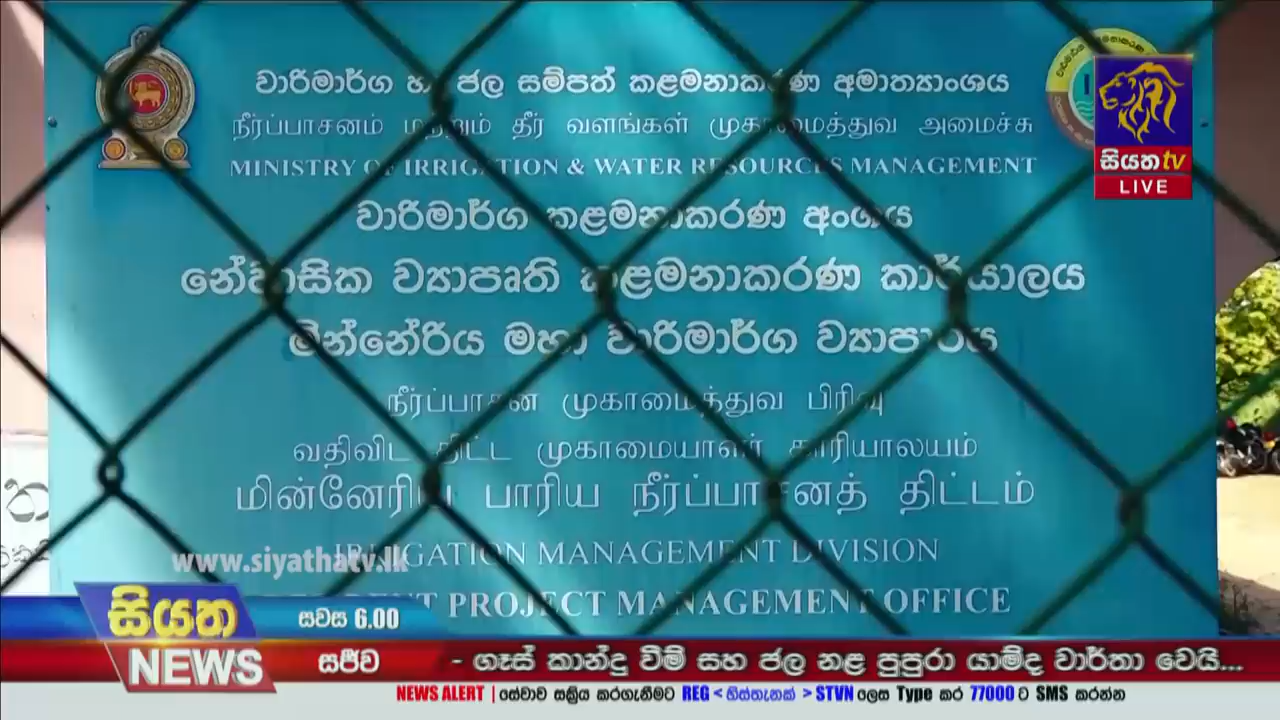 වාරිමාර්ග හා ජල සම්පත් කළමනාකරණ අමාත්‍යාංශය
நீர்ப்பாசனம் மற்றும் நீர் வளங்கள் முகாமைத்துவ அமைச்சு
MINISTRY OF IRRIGATION & WATER RESOURCES MANAGEMENT
සියත tv
LIVE
වාරිමාර්ග කළමනාකරණ අංශය
නේවාසික ව්‍යාපෘති කළමනාකරණ කාර්යාලය
මින්නේරිය මහා වාරිමාර්ග ව්‍යාපාරය
நீர்ப்பாசன முகாமைத்துவ பிரிவு
வதிவிட திட்ட முகாமையாளர் காரியாலயம்
மின்னேரிய பாரிய நீர்ப்பாசனத் திட்டம்
IRRIGATION MANAGEMENT DIVISION
www.siyathatv.lk
PROJECT MANAGEMENT OFFICE
සියත
NEWS
සවස 6.00
සජීව
- ගෑස් කාන්දු වීම් සහ ජල නළ පුපුරා යාම්ද වාර්තා වෙයි...
NEWS ALERT | සේවාව සක්‍රිය කරගැනීමට REG < හිස්තැනක් > STVN ලෙස Type කර 77000 ට SMS කරන්න